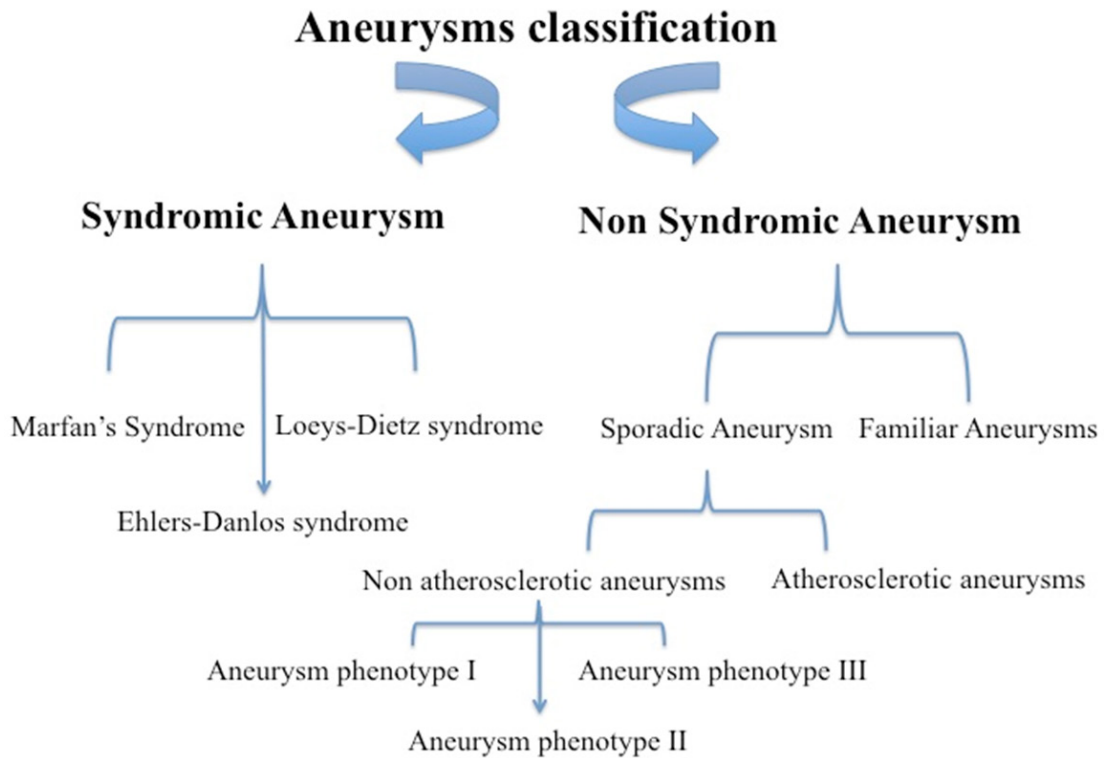 Aneurysms classification
Syndromic Aneurysm
Non Syndromic Aneurysm
Marfan's Syndrome
Loeys-Dietz syndrome
Sporadic Aneurysm
Familiar Aneurysms
Ehlers-Danlos syndrome
Non atherosclerotic aneurysms
Atherosclerotic aneurysms
Aneurysm phenotype I
Aneurysm phenotype III
Aneurysm phenotype II